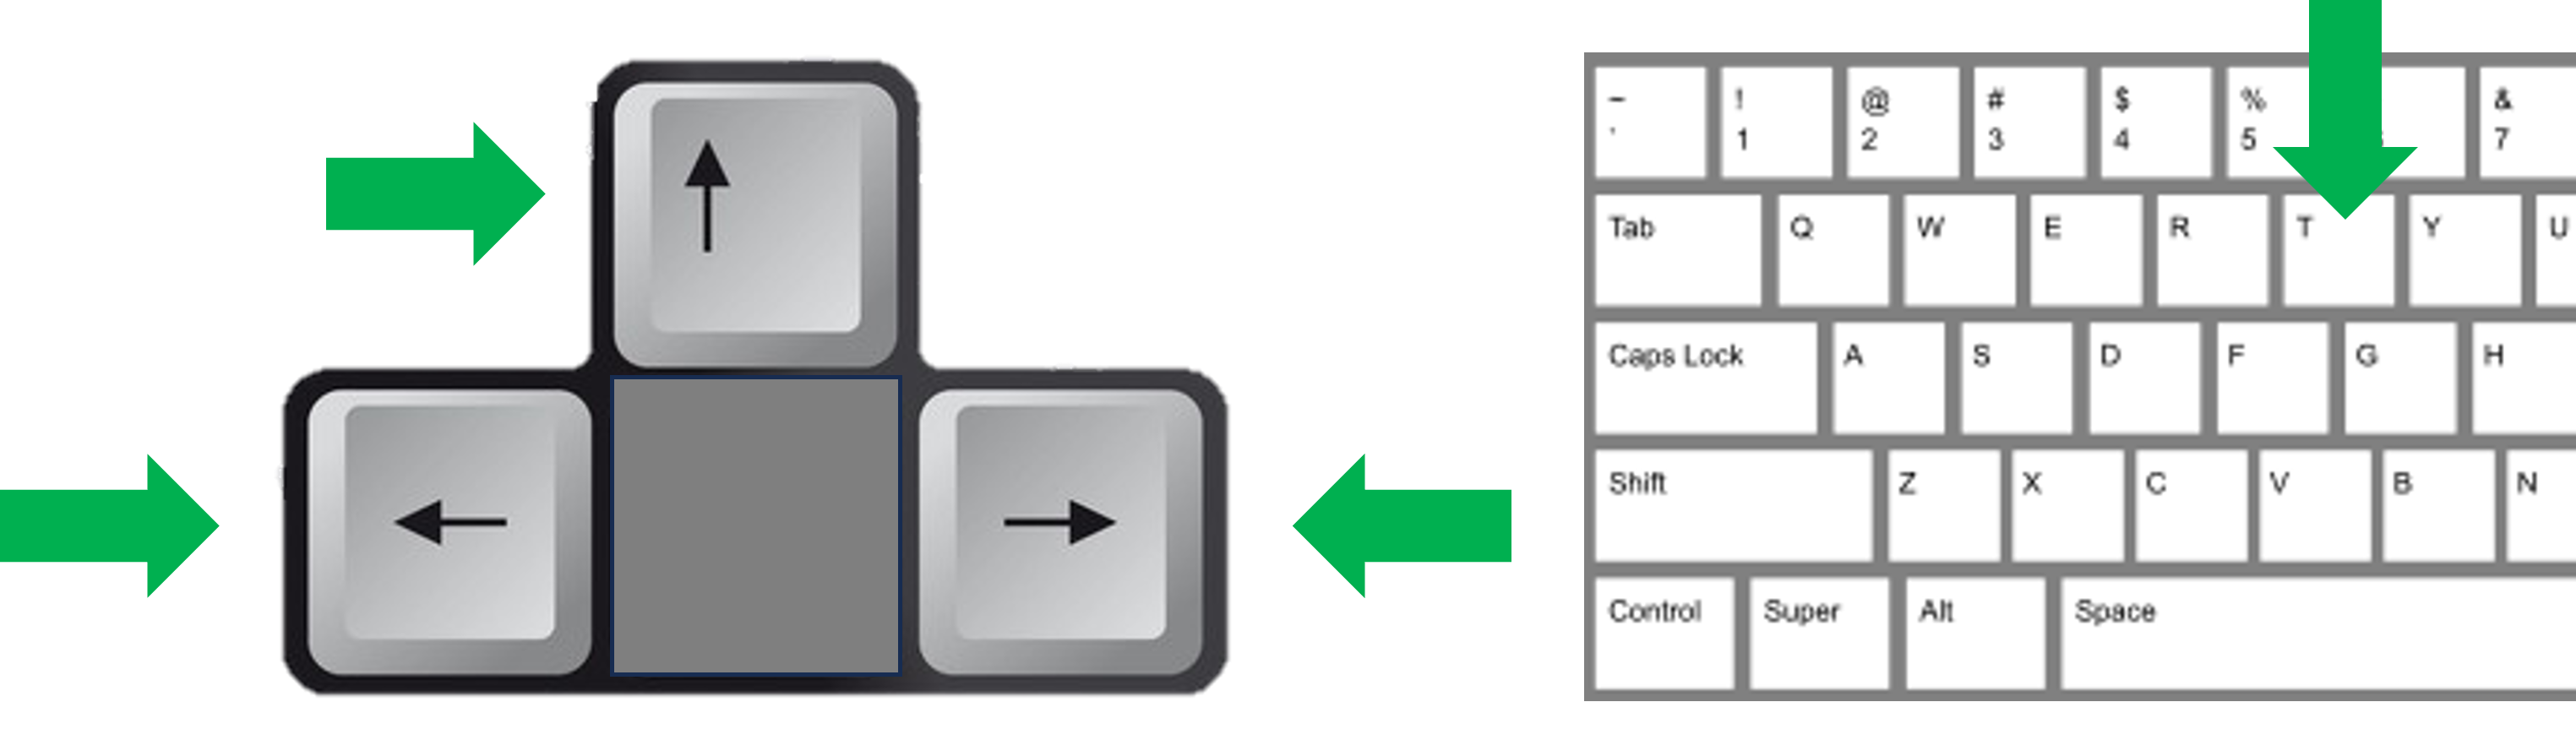 ~ ! @ # $ % &
` 1 2 3 4 5 7
Tab Q W E R T Y U
Caps Lock A S D F G H
Shift Z X C V B N
Control Super Alt Space